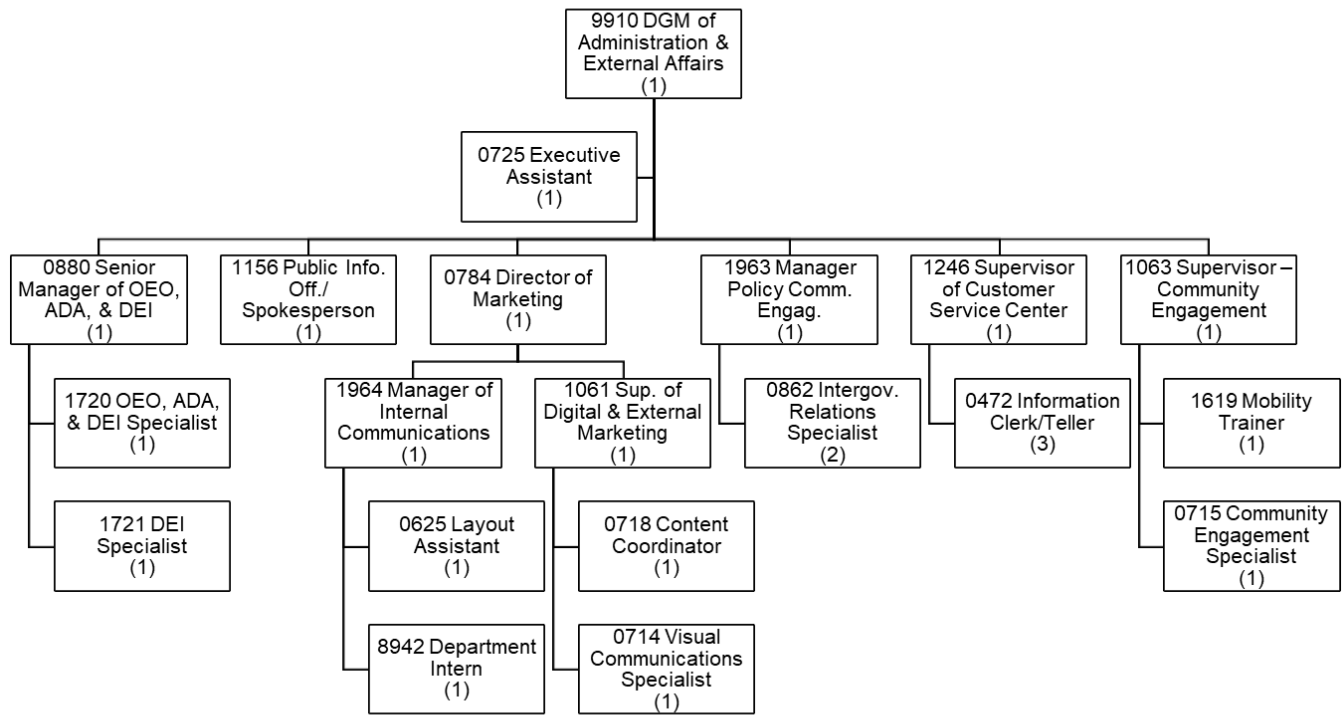 9910 DGM of
Administration &
External Affairs
(1)
0725 Executive
Assistant
(1)
0880 Senior
Manager of OEO,
ADA, & DEI
(1)
1156 Public Info.
Off./
Spokesperson
(1)
0784 Director of
Marketing
(1)
1963 Manager
Policy Comm.
Engag.
(1)
1246 Supervisor
of Customer
Service Center
(1)
1063 Supervisor –
Community
Engagement
(1)
1720 OEO, ADA,
& DEI Specialist
(1)
1964 Manager of
Internal
Communications
(1)
1061 Sup. of
Digital & External
Marketing
(1)
0862 Intergov.
Relations
Specialist
(2)
0472 Information
Clerk/Teller
(3)
1619 Mobility
Trainer
(1)
1721 DEI
Specialist
(1)
0625 Layout
Assistant
(1)
0718 Content
Coordinator
(1)
0715 Community
Engagement
Specialist
(1)
8942 Department
Intern
(1)
0714 Visual
Communications
Specialist
(1)